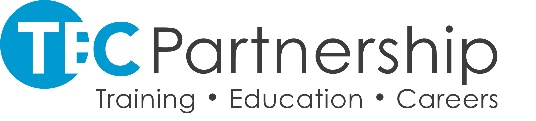 TEC Partnership
Training • Education • Careers